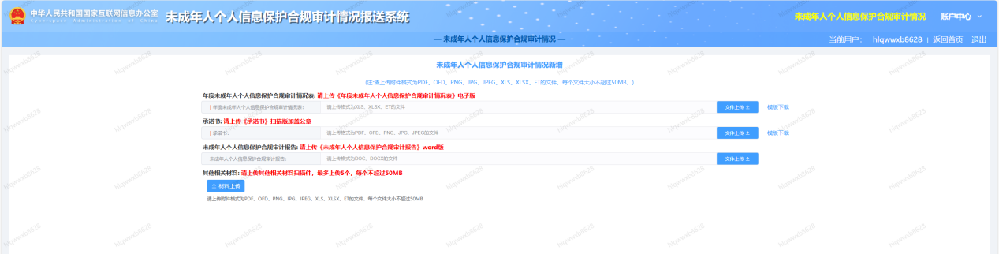 中华人民共和国国家互联网信息办公室
Cyberspace Administration of China
未成年人个人信息保护合规审计情况报送系统
未成年人个人信息保护合规审计情况 账户中心
— 未成年人个人信息保护合规审计情况 —
当前用户： hlqwwxb8628 | 返回首页 退出
未成年人个人信息保护合规审计情况新增
(注:请上传附件格式为PDF、OFD、PNG、JPG、JPEG、XLS、XLSX、ET的文件，每个文件大小不超过50MB。)
年度未成年人个人信息保护合规审计情况表: 请上传《年度未成年人个人信息保护合规审计情况表》电子版
年度未成年人个人信息保护合规审计情况表: 请上传格式为XLS、XLSX、ET的文件 文件上传 模版下载
承诺书: 请上传《承诺书》扫描版加盖公章
承诺书: 请上传格式为PDF、OFD、PNG、JPG、JPEG的文件 文件上传 模版下载
未成年人个人信息保护合规审计报告: 请上传《未成年人个人信息保护合规审计报告》word版
未成年人个人信息保护合规审计报告: 请上传格式为DOC、DOCX的文件 文件上传
其他相关材料: 请上传其他相关材料扫描件，最多上传5个，每个不超过50MB
材料上传
请上传附件格式为PDF、OFD、PNG、JPG、JPEG、XLS、XLSX、ET的文件，每个文件大小不超过50MB